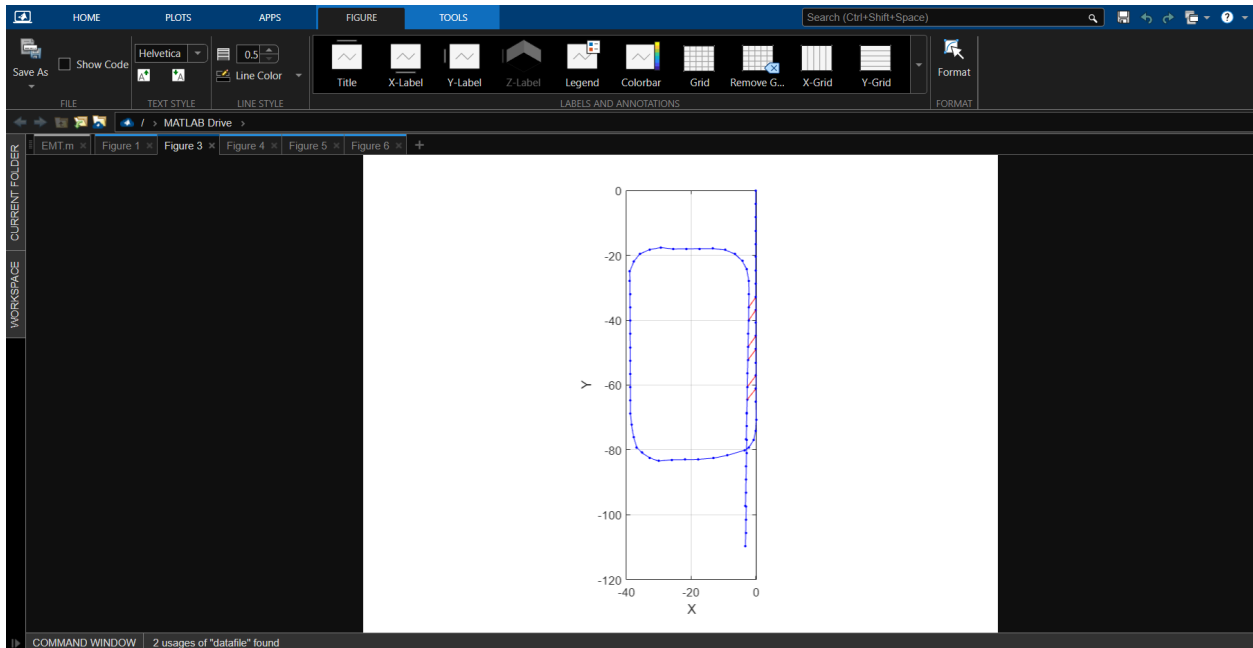 HOME PLOTS APPS FIGURE TOOLS Search (Ctrl+Shift+Space)
Save As
Show Code
Helvetica
A A
0.5
Line Color
Title X-Label Y-Label Z-Label Legend Colorbar Grid Remove G... X-Grid Y-Grid
Format
FILE TEXT STYLE LINE STYLE LABELS AND ANNOTATIONS FORMAT
/ › MATLAB Drive ›
EMT.m × Figure 1 × Figure 3 × Figure 4 × Figure 5 × Figure 6 × +
CURRENT FOLDER
WORKSPACE
0
-20
-40
-60
-80
-100
-120
Y
-40 -20 0
X
COMMAND WINDOW 2 usages of "datafile" found